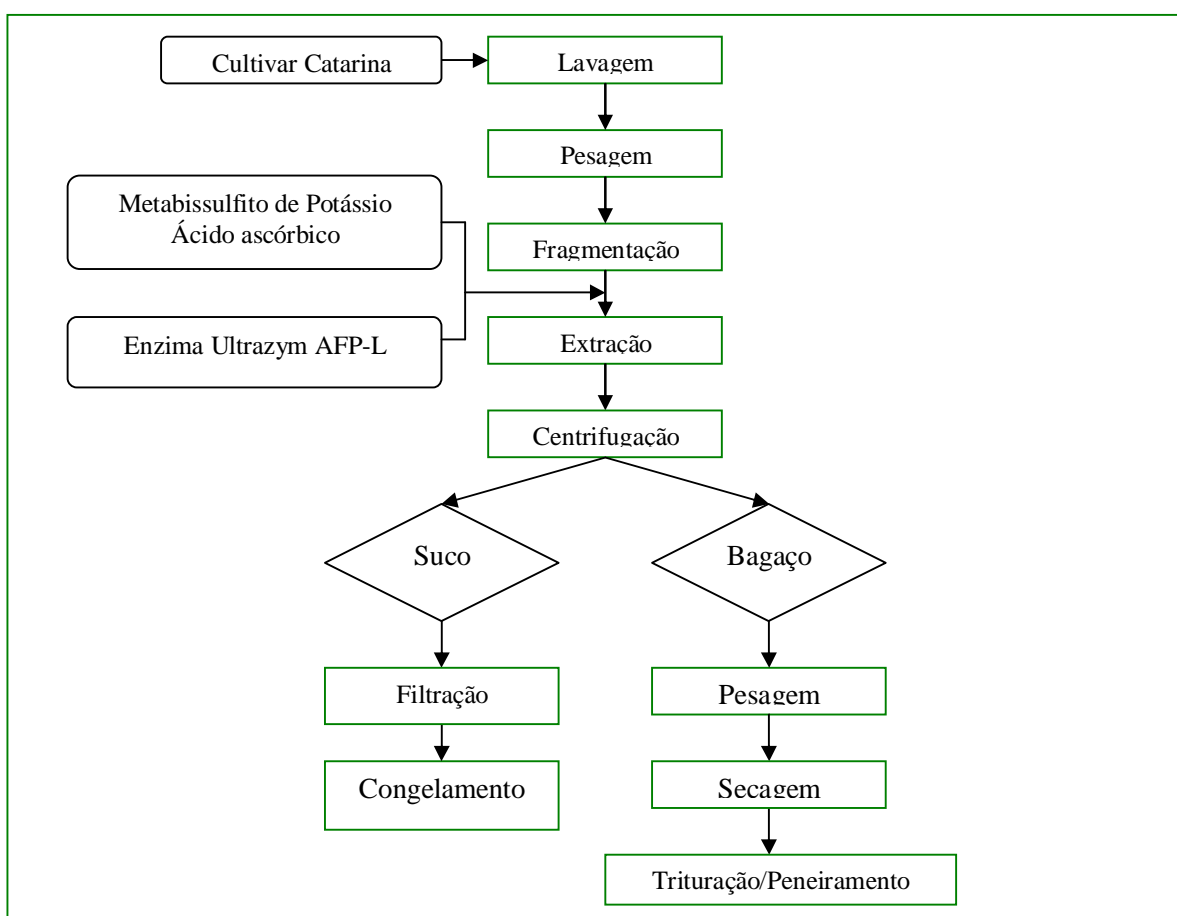 Cultivar Catarina
Lavagem
Pesagem
Metabissulfito de Potássio
Ácido ascórbico
Fragmentação
Enzima Ultrazym AFP-L
Extração
Centrifugação
Suco
Bagaço
Filtração
Pesagem
Congelamento
Secagem
Trituração/Peneiramento